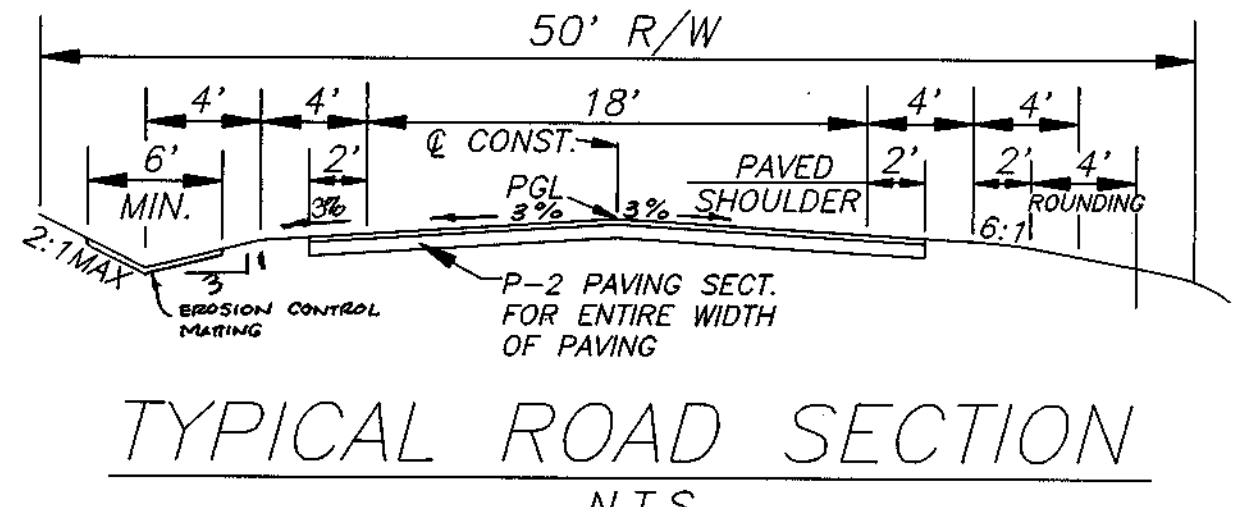 50' R/W
4' 4' 18' 4' 4'
℄ CONST.
6' 2' PAVED 2' 2' 4'
MIN. PGL SHOULDER ROUNDING
3% 3% 3%
6:1
2:1 MAX
3 1
P-2 PAVING SECT.
EROSION CONTROL
FOR ENTIRE WIDTH
MATTING
OF PAVING
TYPICAL ROAD SECTION
N.T.S.